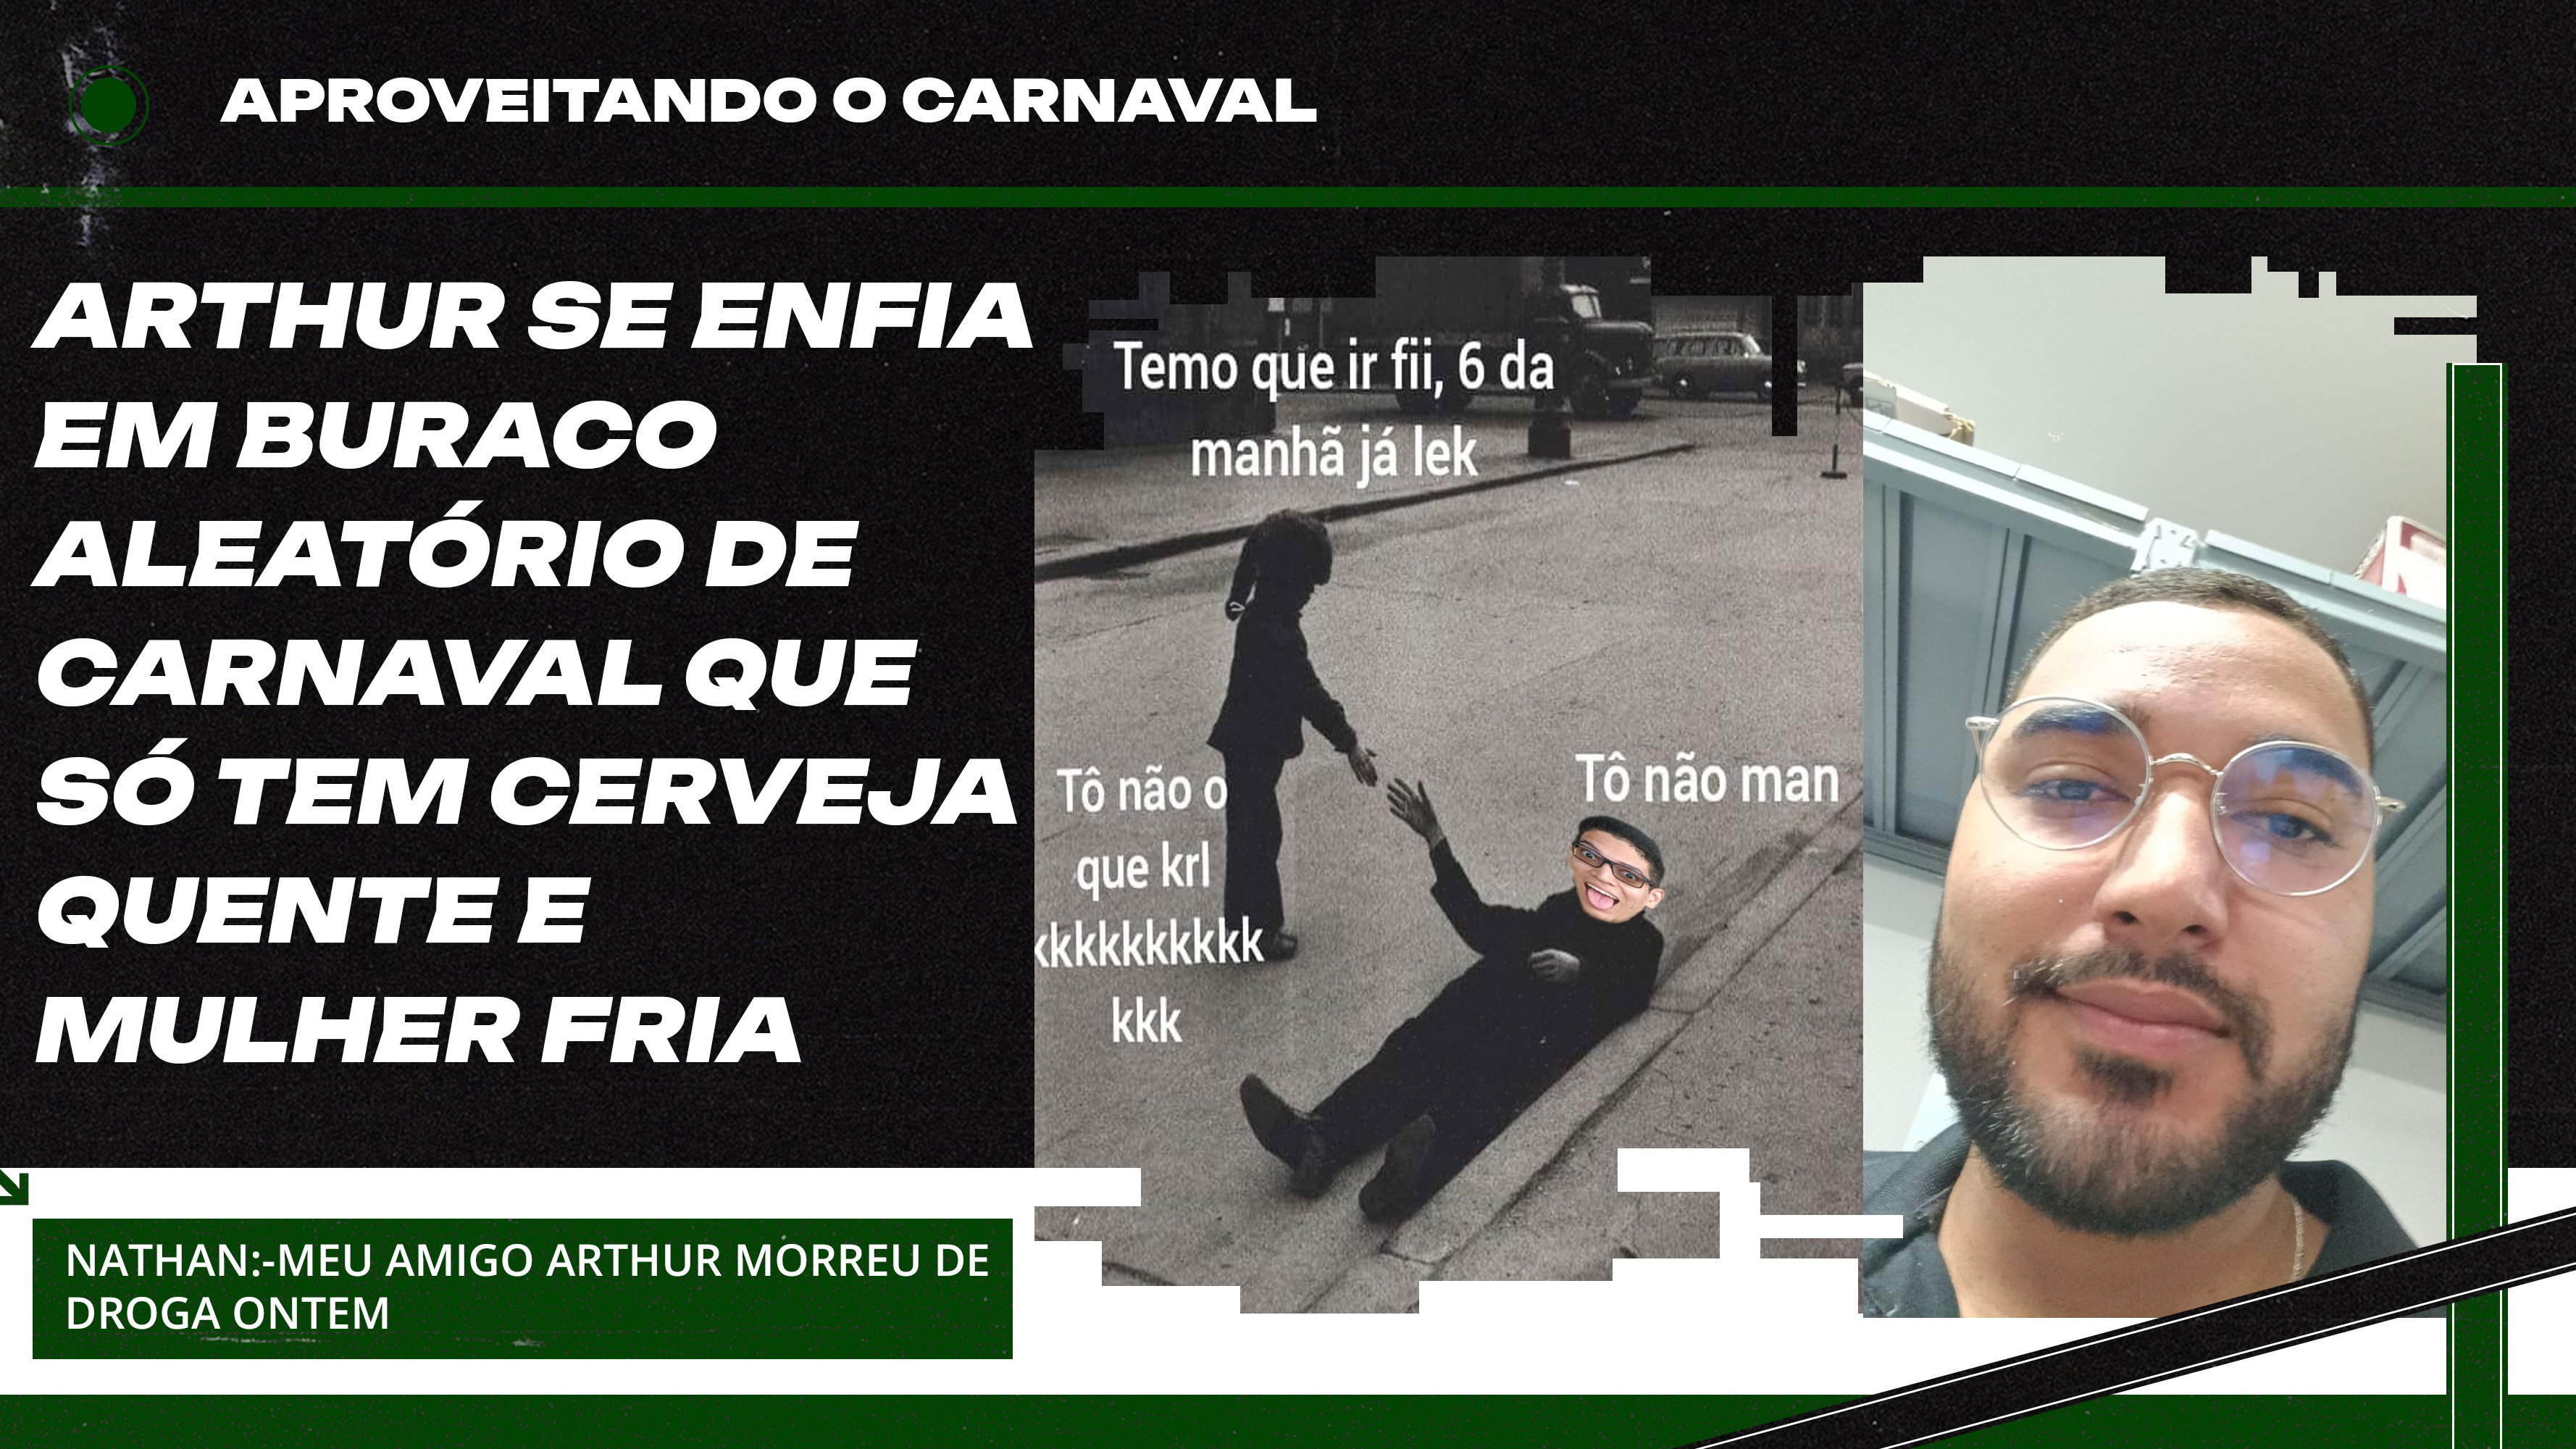 APROVEITANDO O CARNAVAL
ARTHUR SE ENFIA
EM BURACO
ALEATÓRIO DE
CARNAVAL QUE
SÓ TEM CERVEJA
QUENTE E
MULHER FRIA
Temo que ir fii, 6 da
manhã já lek
Tô não man
Tô não o
que krl
kkkkkkkkkk
kkk
NATHAN:-MEU AMIGO ARTHUR MORREU DE
DROGA ONTEM